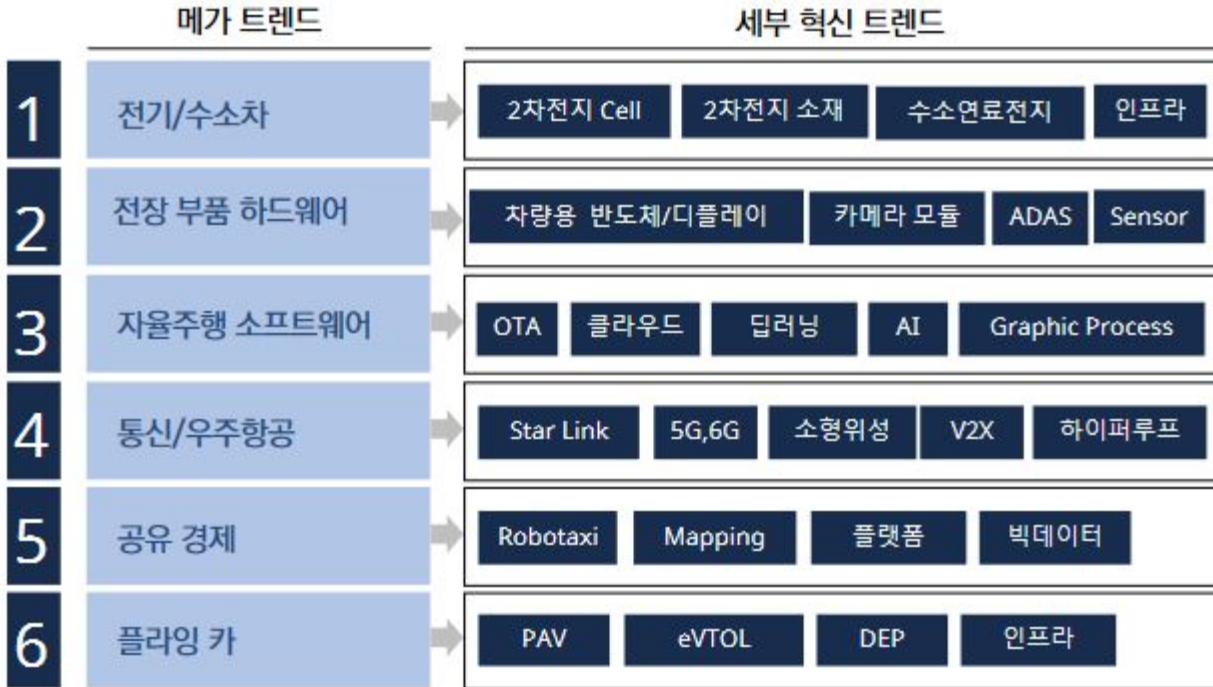 메가 트렌드 세부 혁신 트렌드
1 전기/수소차 2차전지 Cell 2차전지 소재 수소연료전지 인프라
2 전장 부품 하드웨어 차량용 반도체/디플레이 카메라 모듈 ADAS Sensor
3 자율주행 소프트웨어 OTA 클라우드 딥러닝 AI Graphic Process
4 통신/우주항공 Star Link 5G,6G 소형위성 V2X 하이퍼루프
5 공유 경제 Robotaxi Mapping 플랫폼 빅데이터
6 플라잉 카 PAV eVTOL DEP 인프라